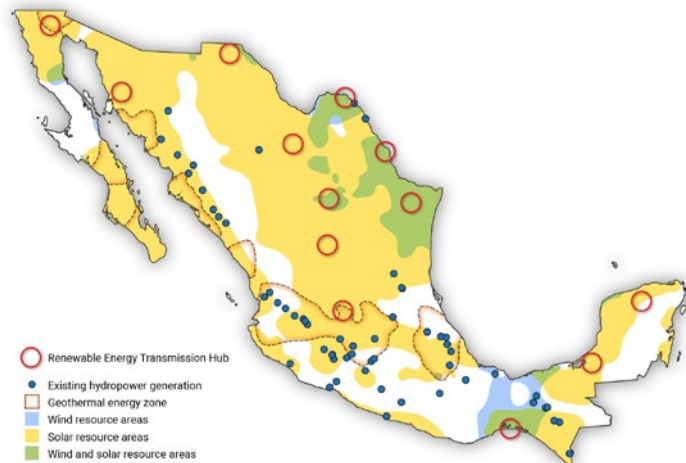 Renewable Energy Transmission Hub
Existing hydropower generation
Geothermal energy zone
Wind resource areas
Solar resource areas
Wind and solar resource areas